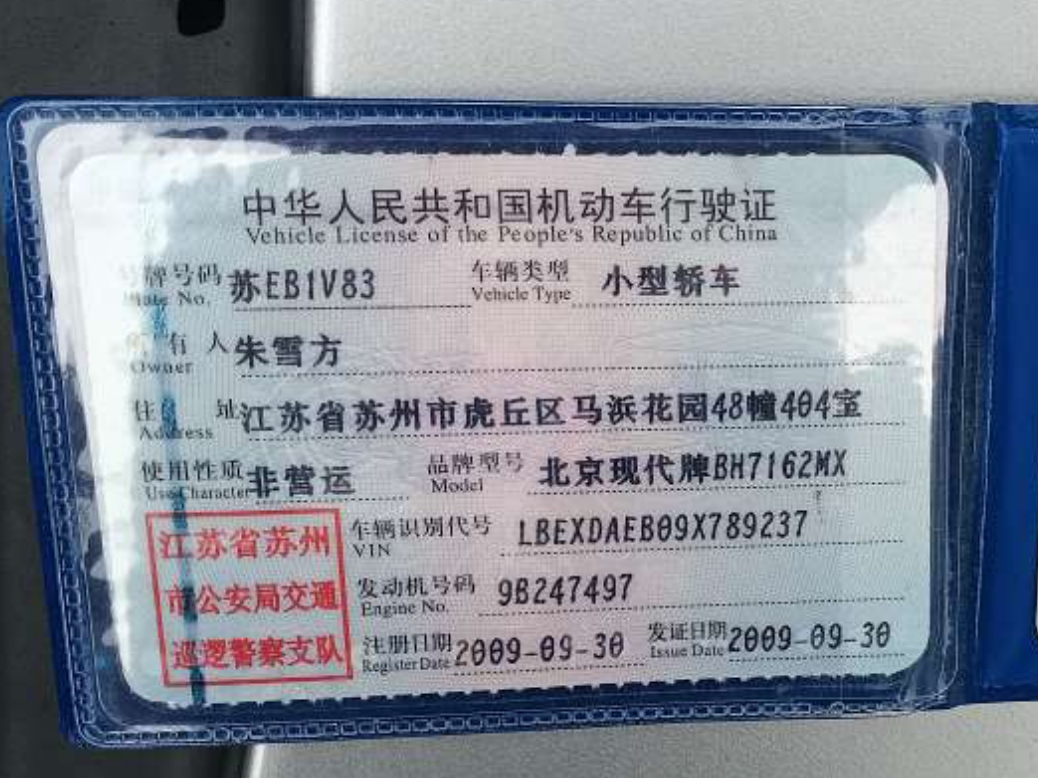 中华人民共和国机动车行驶证
Vehicle License of the People's Republic of China
号牌号码 苏EB1V83 车辆类型 小型轿车
Plate No. Vehicle Type
所有人 朱雪方
Owner
住址 江苏省苏州市虎丘区马浜花园48幢404室
Address
使用性质 非营运 品牌型号 北京现代牌BH7162MX
Use Character Model
江苏省苏州
市公安局交通
巡逻警察支队
车辆识别代号 LBEXDAEB09X789237
VIN
发动机号码 9B247497
Engine No.
注册日期 2009-09-30 发证日期 2009-09-30
Register Date Issue Date